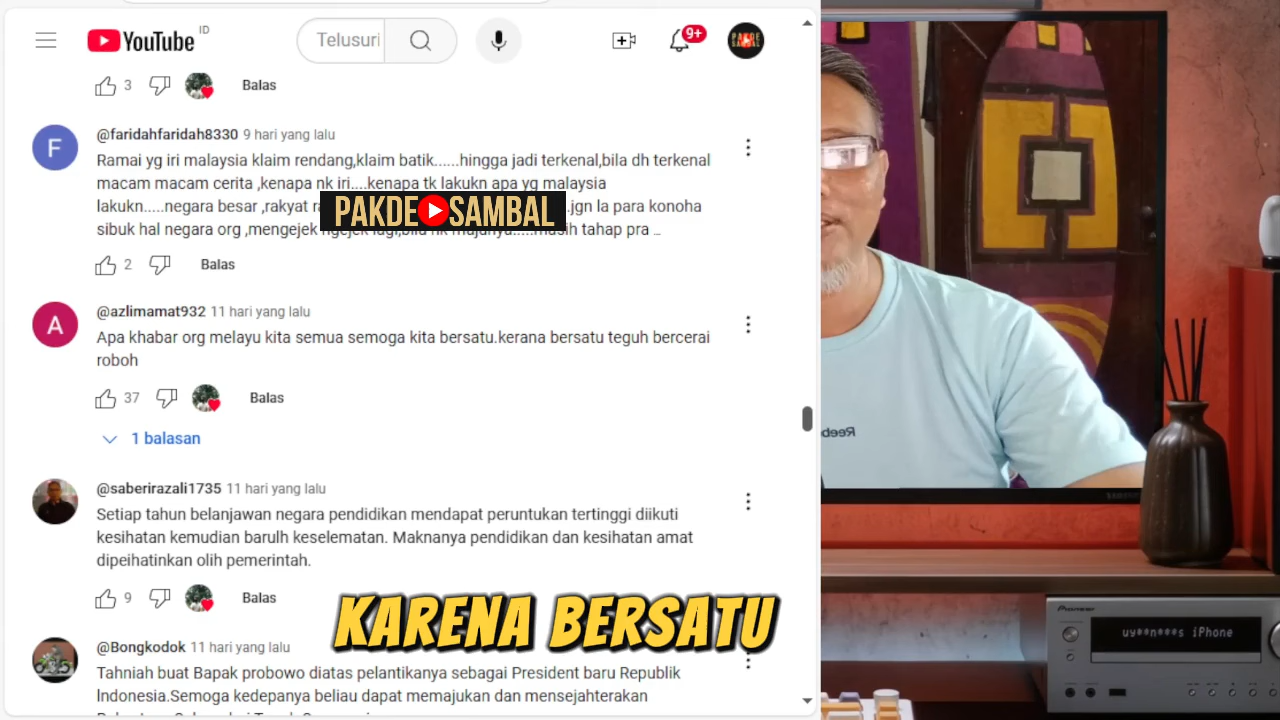 YouTube ID
Telusuri
9+
3 Balas
@faridahfaridah8330 9 hari yang lalu
Ramai yg iri malaysia klaim rendang,klaim batik......hingga jadi terkenal,bila dh terkenal
macam macam cerita ,kenapa nk iri....kenapa tk lakukn apa yg malaysia
lakukn.....negara besar ,rakyat jgn la para konoha
PAKDE SAMBAL
sibuk hal negara org ,mengejek
2 Balas
@azlimamat932 11 hari yang lalu
Apa khabar org melayu kita semua semoga kita bersatu.kerana bersatu teguh bercerai
roboh
37 Balas
1 balasan
@saberirazali1735 11 hari yang lalu
Setiap tahun belanjawan negara pendidikan mendapat peruntukan tertinggi diikuti
kesihatan kemudian barulh keselematan. Maknanya pendidikan dan kesihatan amat
dipeihatinkan olih pemerintah.
9 Balas
KARENA BERSATU
@Bongkodok 11 hari yang lalu
Tahniah buat Bapak probowo diatas pelantikanya sebagai President baru Republik
Indonesia.Semoga kedepanya beliau dapat memajukan dan mensejahterakan
Pioneer
iPhone